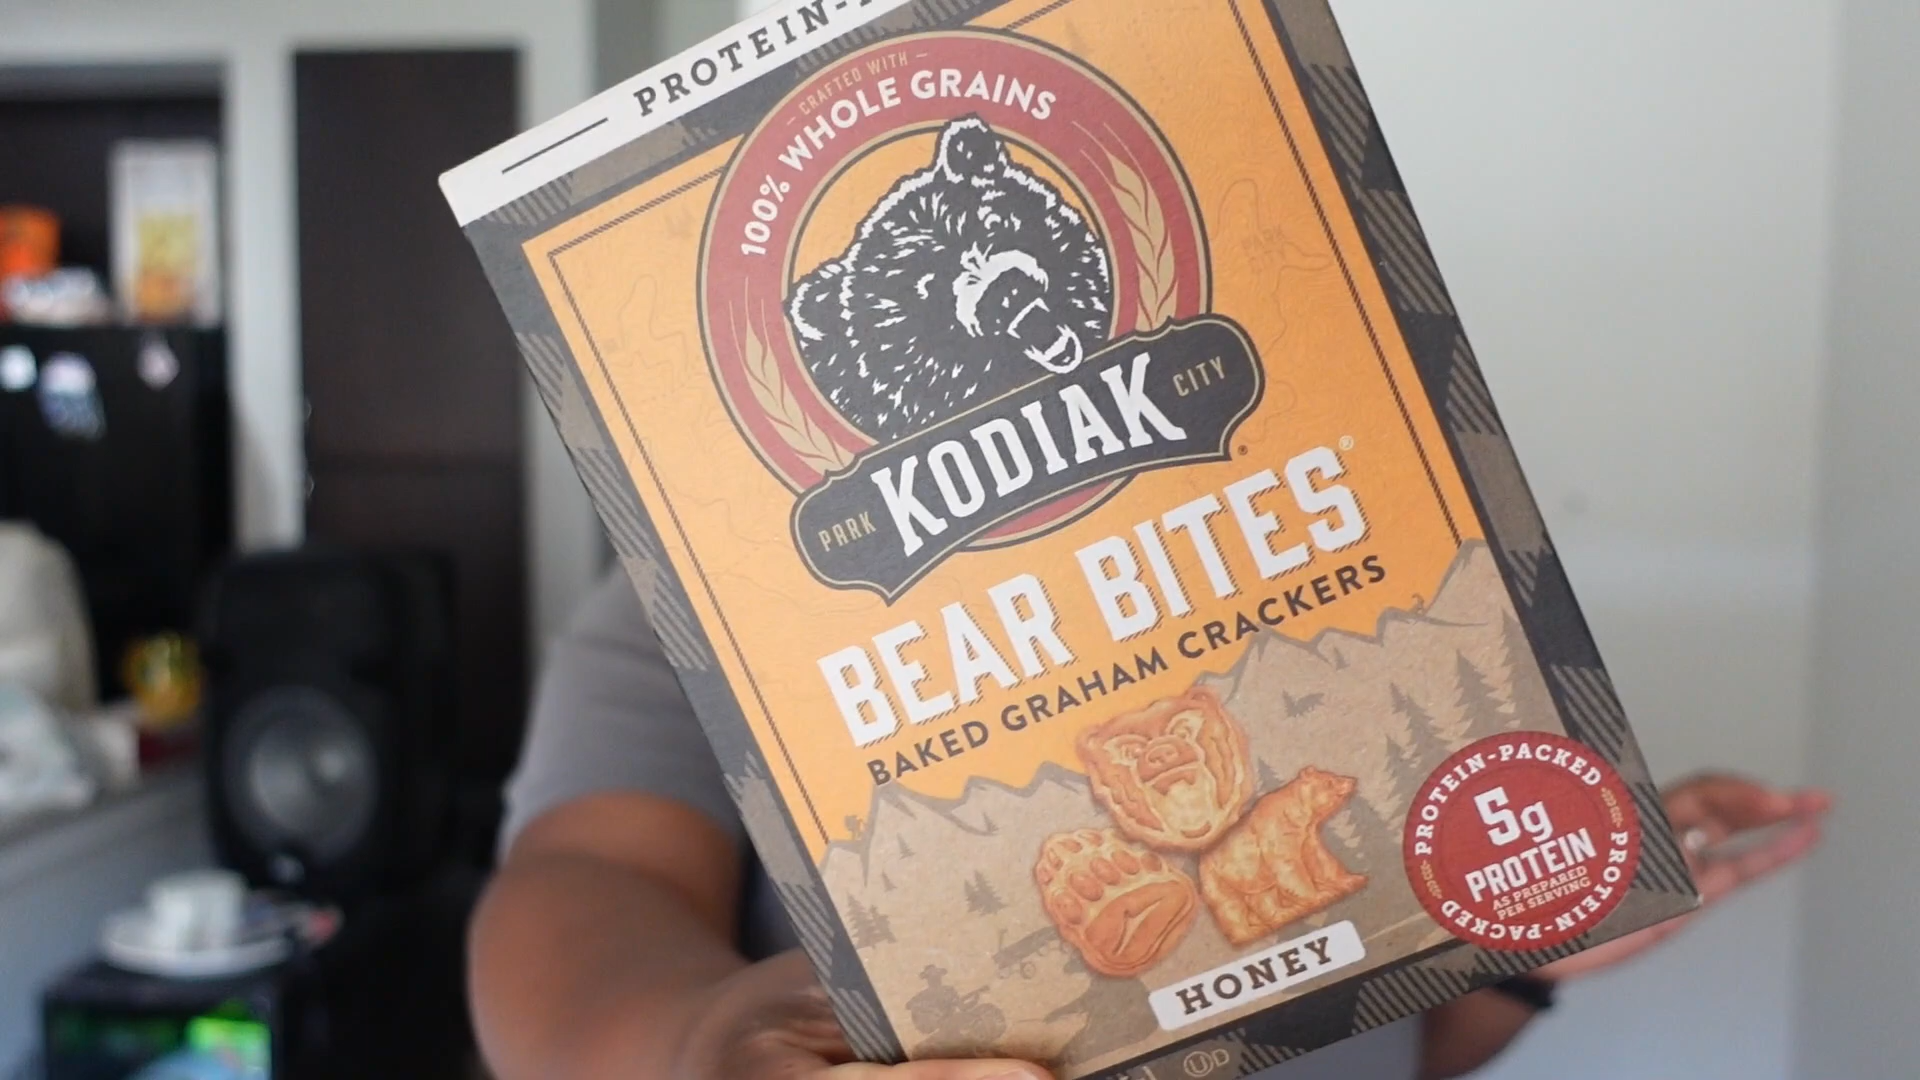 PROTEIN-
CRAFTED WITH
100% WHOLE GRAINS
PARK KODIAK CITY
BEAR BITES®
BAKED GRAHAM CRACKERS
PROTEIN-PACKED
5g
PROTEIN
AS PREPARED
PER SERVING
PROTEIN-PACKED
HONEY
UD